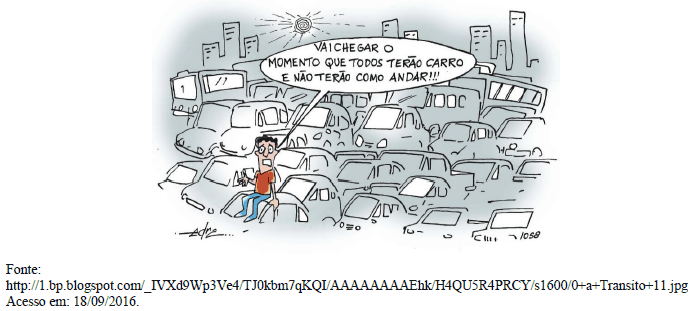 VAI CHEGAR O
MOMENTO QUE TODOS TERÃO CARRO
E NÃO TERÃO COMO ANDAR!!!
1058
Fonte:
http://1.bp.blogspot.com/_IVXd9Wp3Ve4/TJ0kbm7qKQI/AAAAAAAAEhk/H4QU5R4PRCY/s1600/0+a+Transito+11.jpg
Acesso em: 18/09/2016.